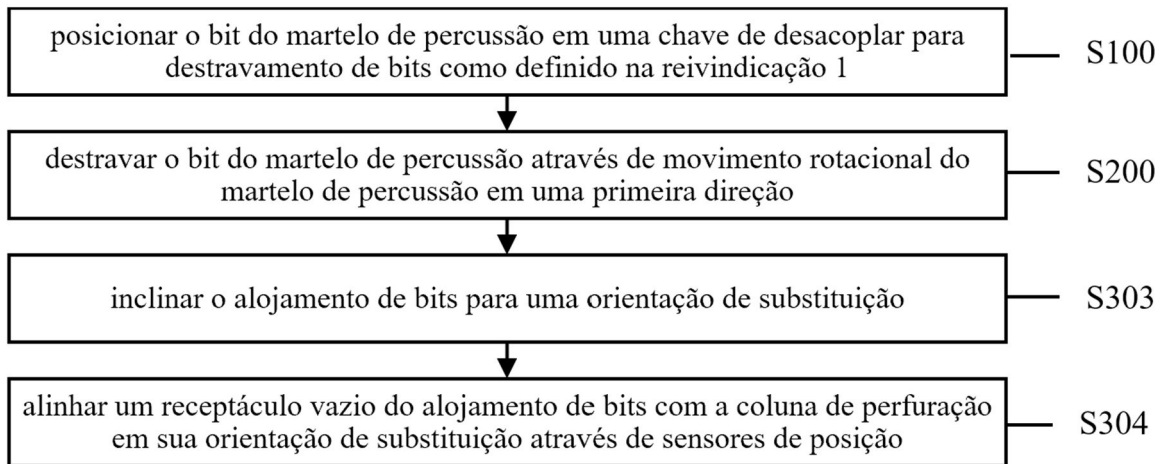 posicionar o bit do martelo de percussão em uma chave de desacoplar para
destravamento de bits como definido na reivindicação 1
S100
destravar o bit do martelo de percussão através de movimento rotacional do
martelo de percussão em uma primeira direção
S200
inclinar o alojamento de bits para uma orientação de substituição
S303
alinhar um receptáculo vazio do alojamento de bits com a coluna de perfuração
em sua orientação de substituição através de sensores de posição
S304